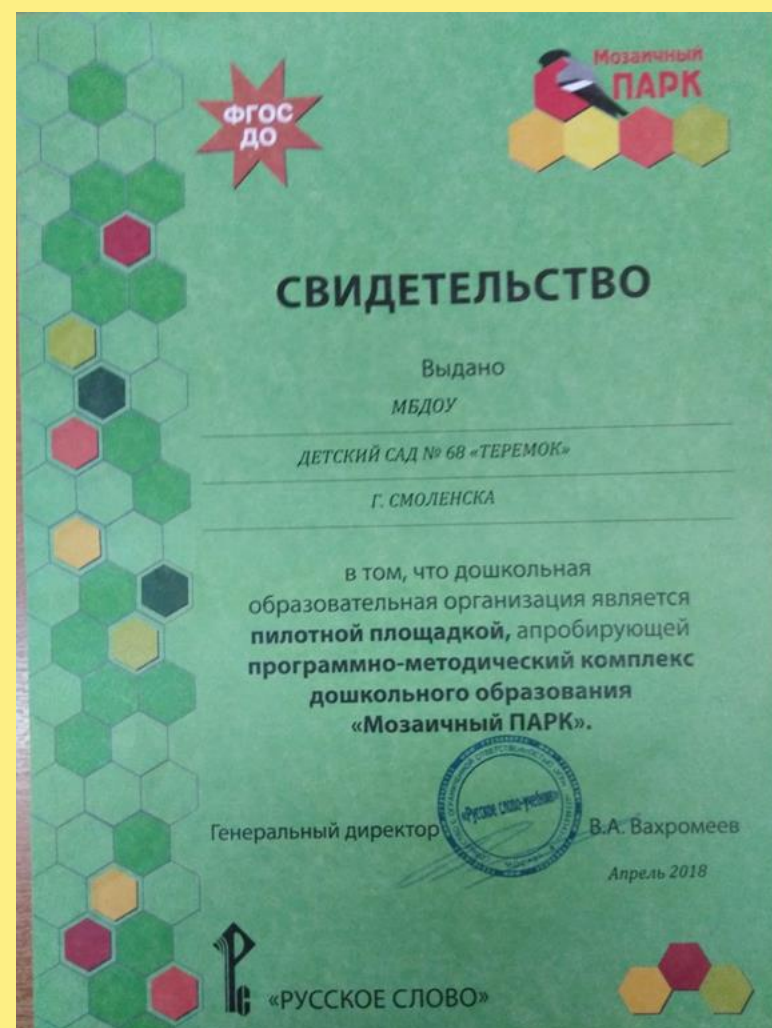 ФГОС
ДО
Мозаичный
ПАРК
СВИДЕТЕЛЬСТВО
Выдано
МБДОУ
ДЕТСКИЙ САД № 68 «ТЕРЕМОК»
Г. СМОЛЕНСКА
в том, что дошкольная
образовательная организация является
пилотной площадкой, апробирующей
программно-методический комплекс
дошкольного образования
«Мозаичный ПАРК».
«Русское слово-учебник»
Генеральный директор
В.А. Вахромеев
Апрель 2018
«РУССКОЕ СЛОВО»